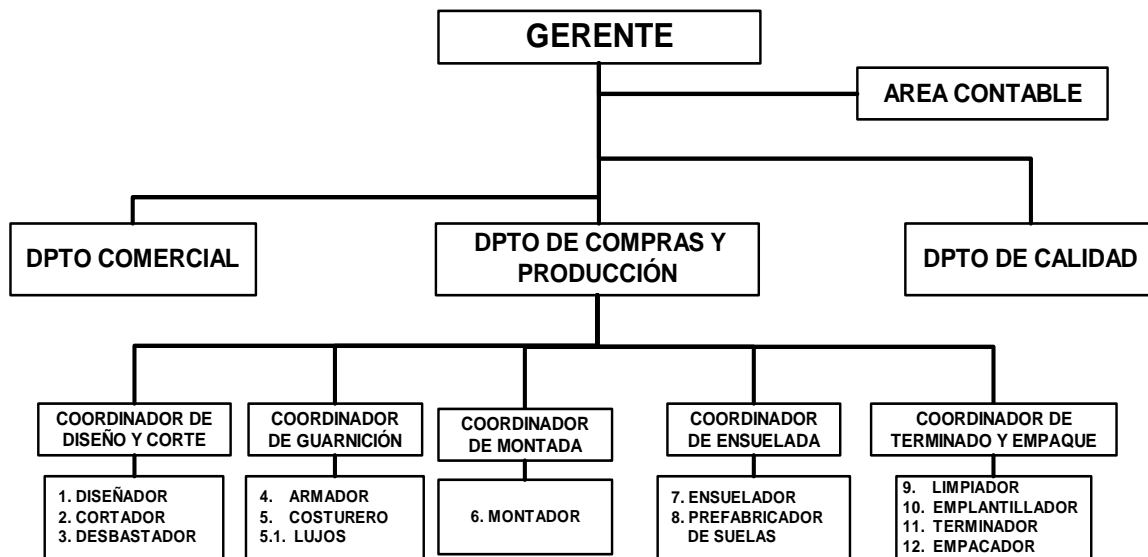 GERENTE
AREA CONTABLE
DPTO COMERCIAL
DPTO DE COMPRAS Y
PRODUCCIÓN
DPTO DE CALIDAD
COORDINADOR DE
DISEÑO Y CORTE
COORDINADOR
DE GUARNICIÓN
COORDINADOR
DE MONTADA
COORDINADOR
DE ENSUELADA
COORDINADOR DE
TERMINADO Y EMPAQUE
1. DISEÑADOR
2. CORTADOR
3. DESBASTADOR
4. ARMADOR
5. COSTURERO
5.1. LUJOS
6. MONTADOR
7. ENSUELADOR
8. PREFABRICADOR
DE SUELAS
9. LIMPIADOR
10. EMPLANTILLADOR
11. TERMINADOR
12. EMPACADOR